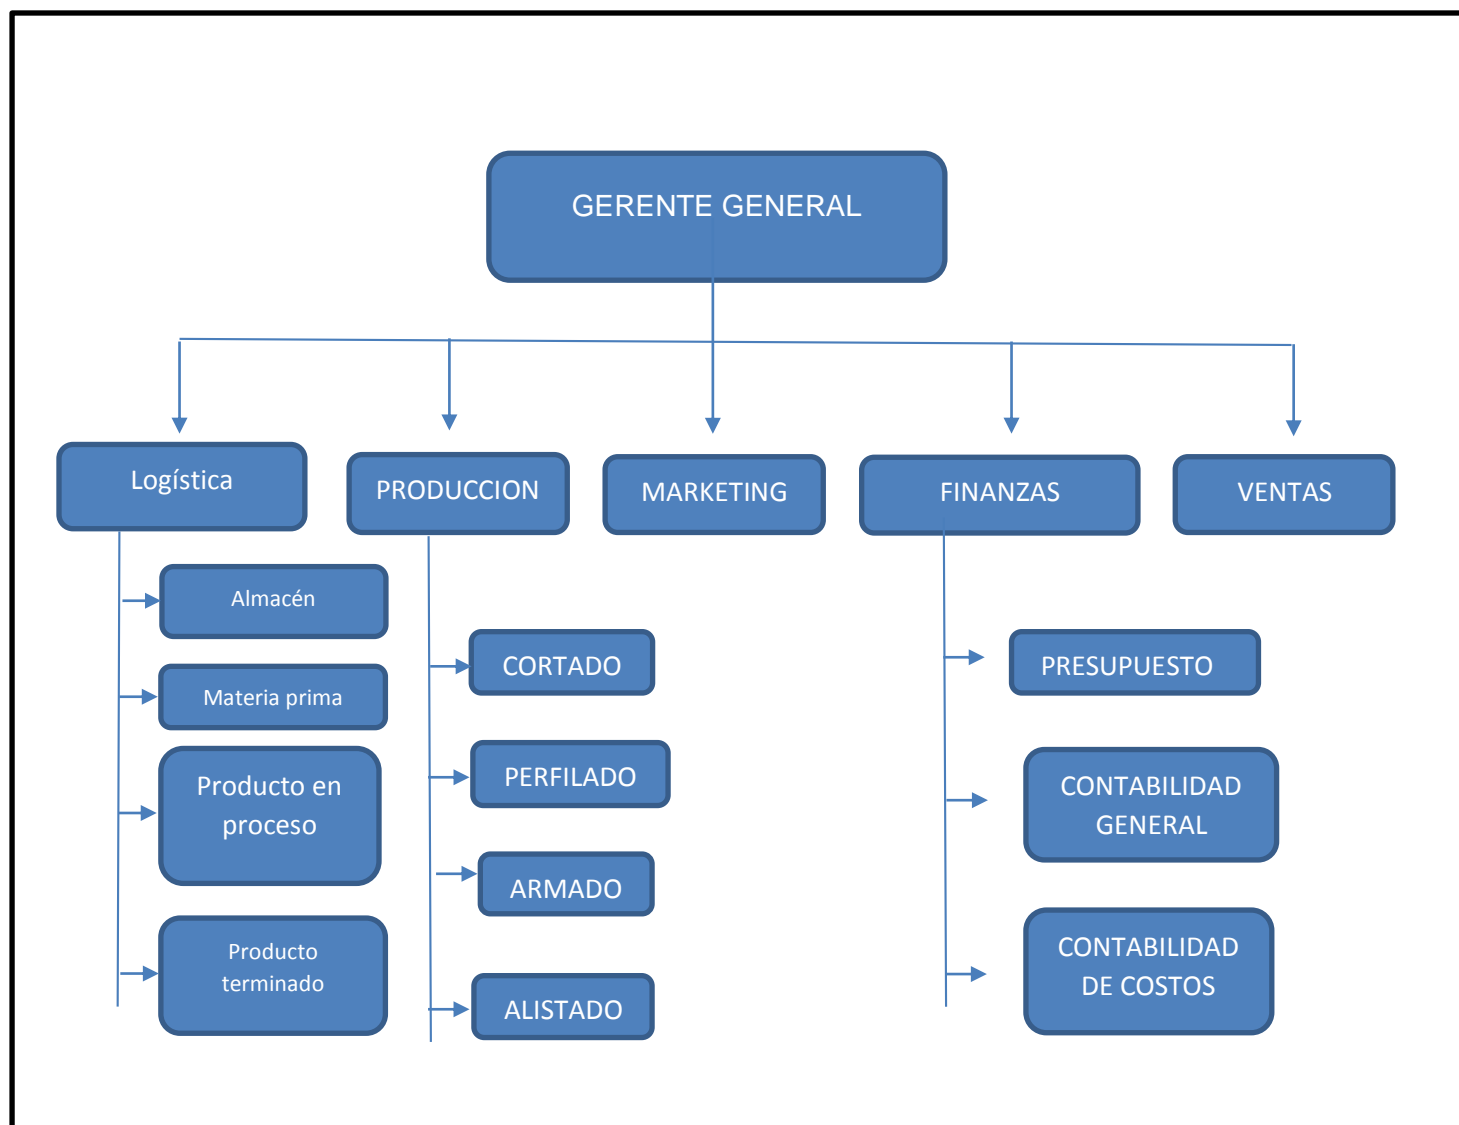 GERENTE GENERAL
Logística
PRODUCCION
MARKETING
FINANZAS
VENTAS
Almacén
Materia prima
Producto en
proceso
Producto
terminado
CORTADO
PERFILADO
ARMADO
ALISTADO
PRESUPUESTO
CONTABILIDAD
GENERAL
CONTABILIDAD
DE COSTOS